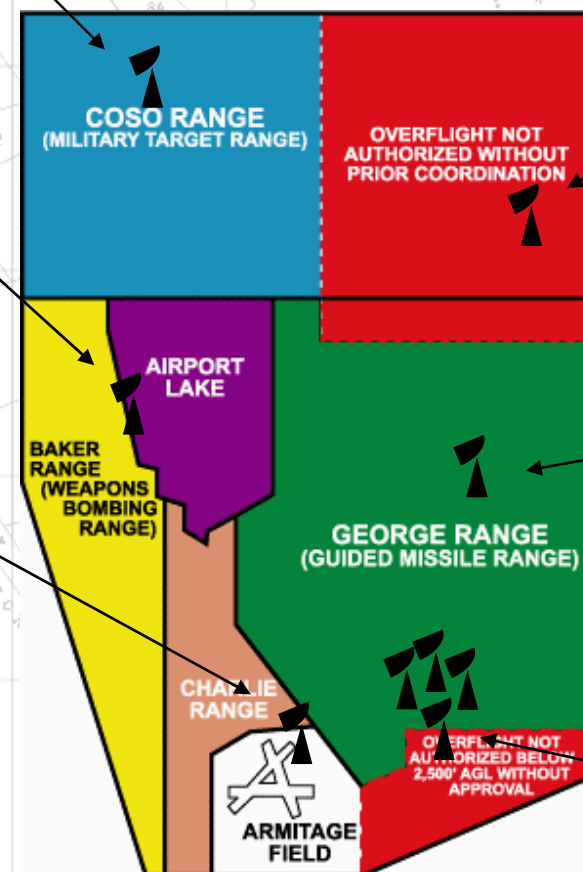 COSO RANGE
(MILITARY TARGET RANGE)
OVERFLIGHT NOT
AUTHORIZED WITHOUT
PRIOR COORDINATION
AIRPORT
LAKE
BAKER
RANGE
(WEAPONS
BOMBING
RANGE)
GEORGE RANGE
(GUIDED MISSILE RANGE)
CHARLIE
RANGE
OVERFLIGHT NOT
AUTHORIZED BELOW
2,500' AGL WITHOUT
APPROVAL
ARMITAGE
FIELD